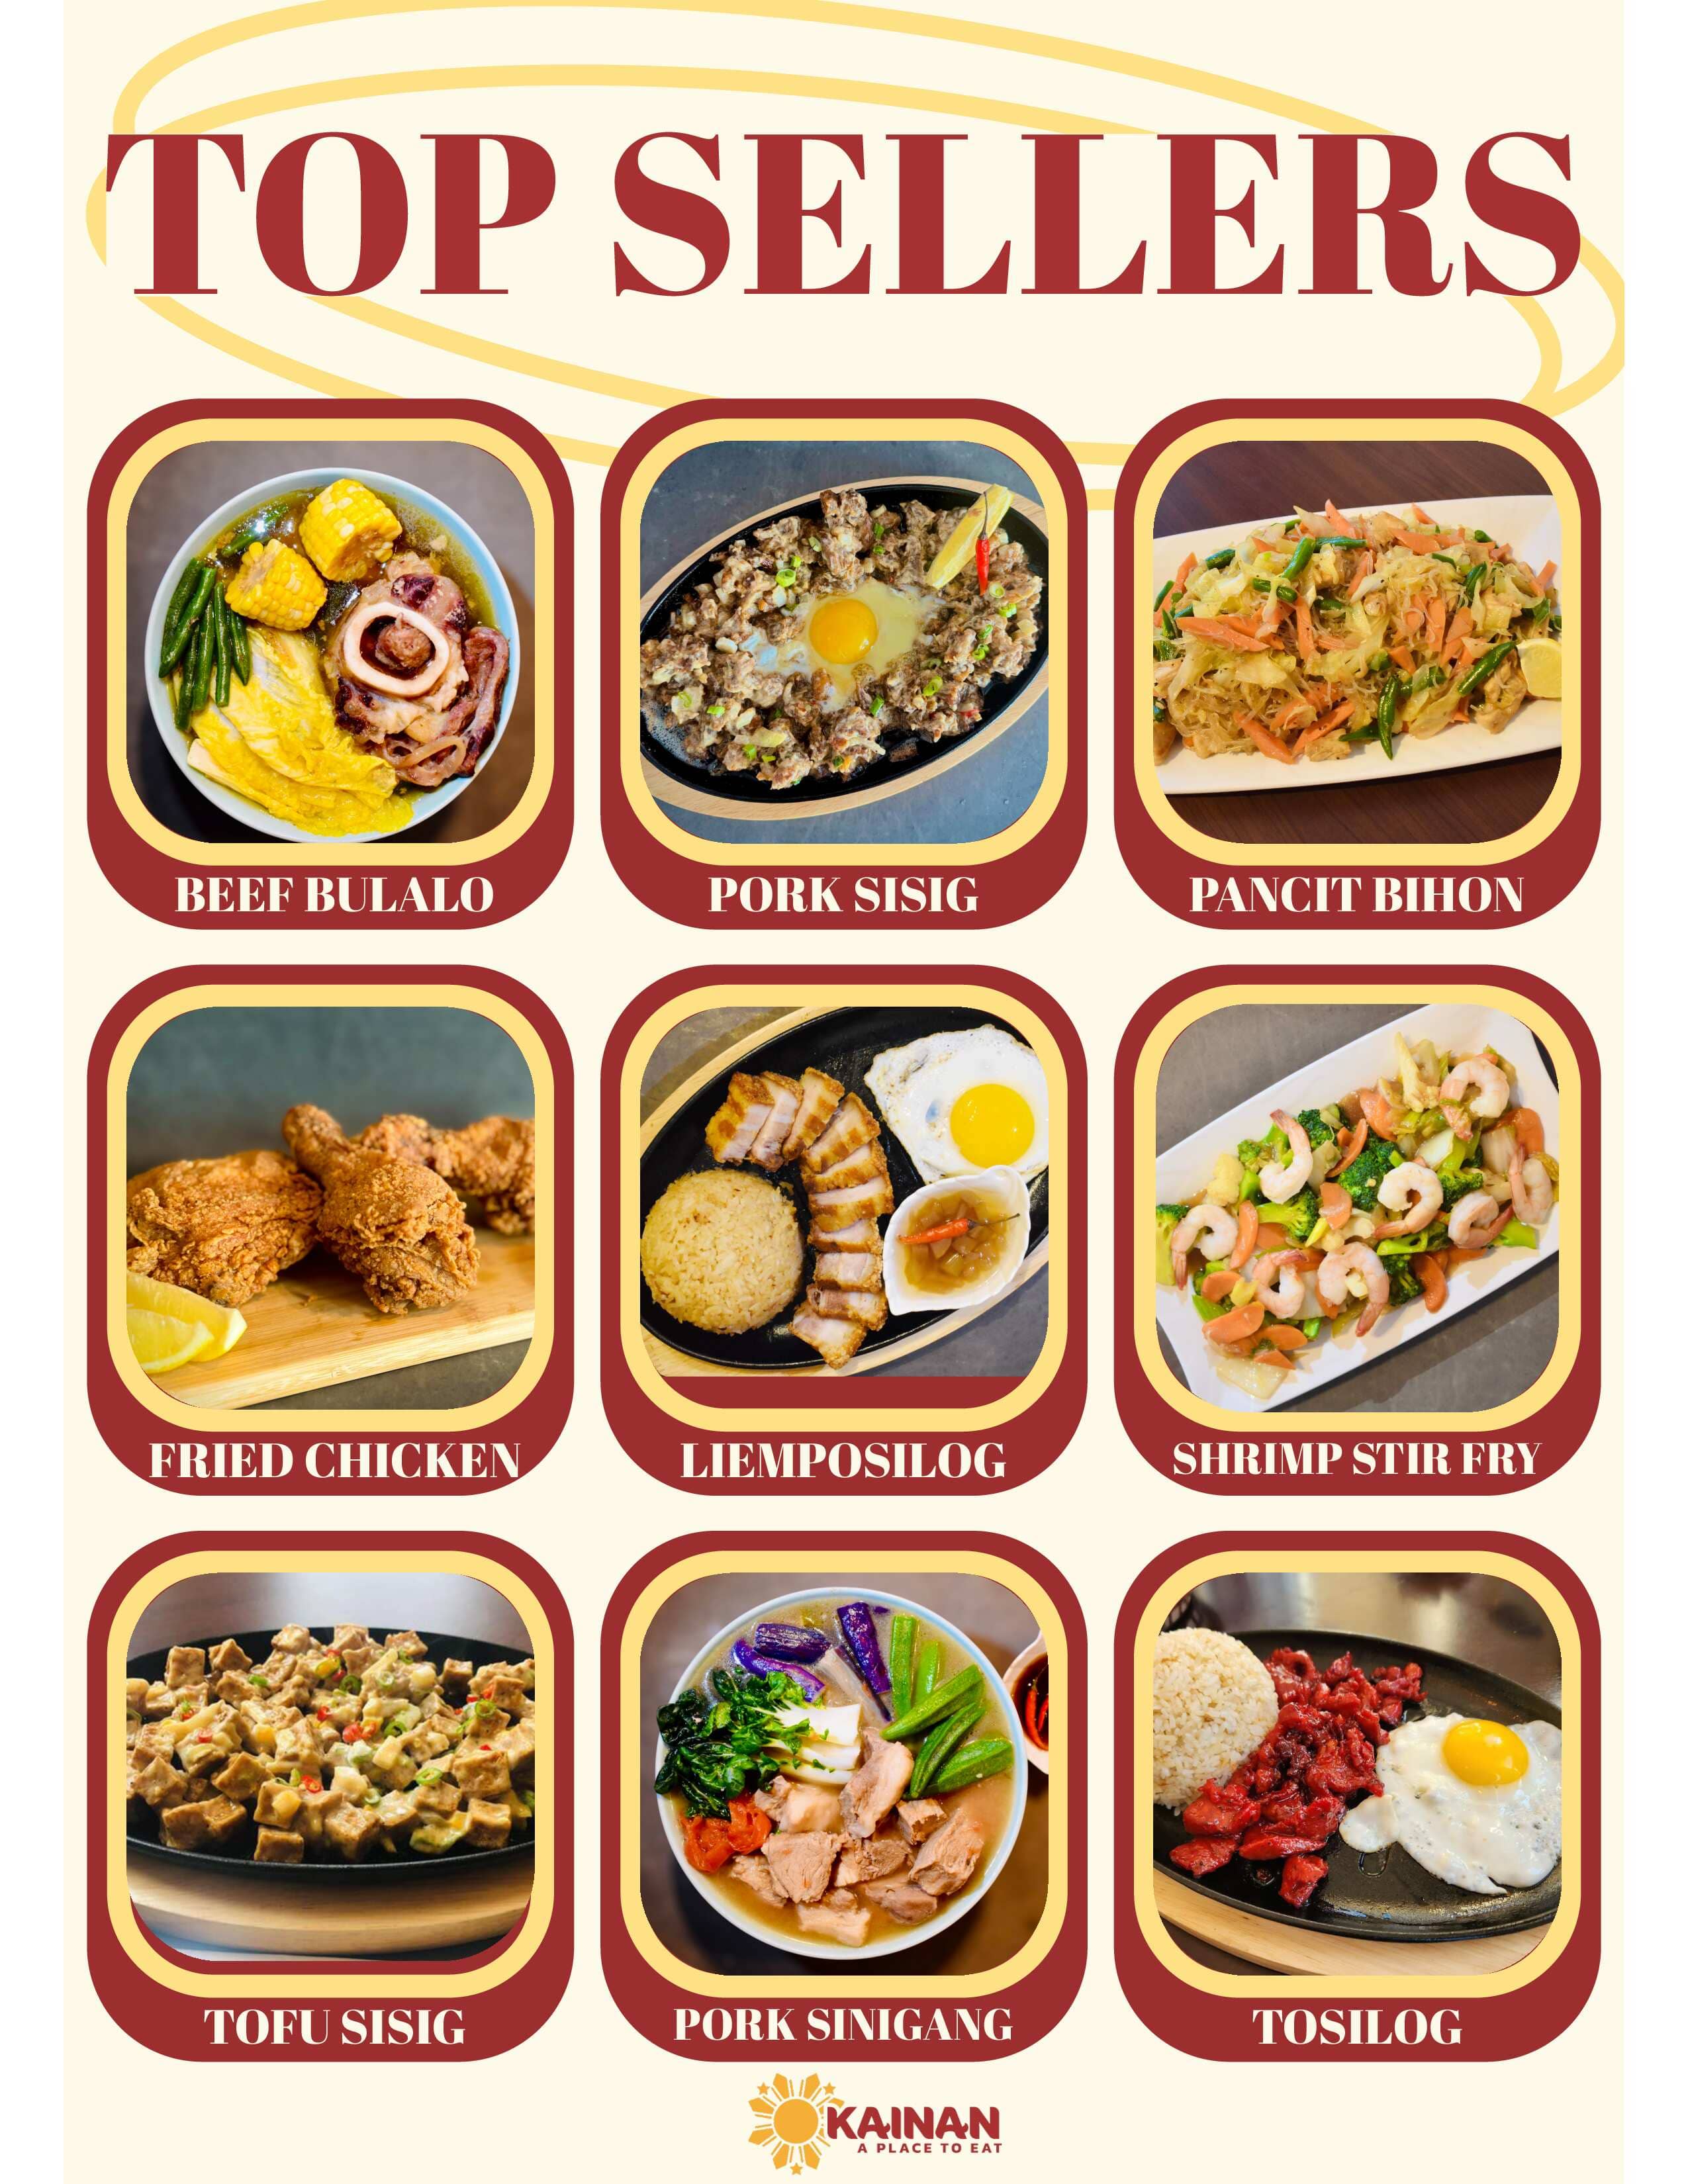 TOP SELLERS
BEEF BULALO
PORK SISIG
PANCIT BIHON
FRIED CHICKEN
LIEMPOSILOG
SHRIMP STIR FRY
TOFU SISIG
PORK SINIGANG
TOSILOG
KAINAN
A PLACE TO EAT